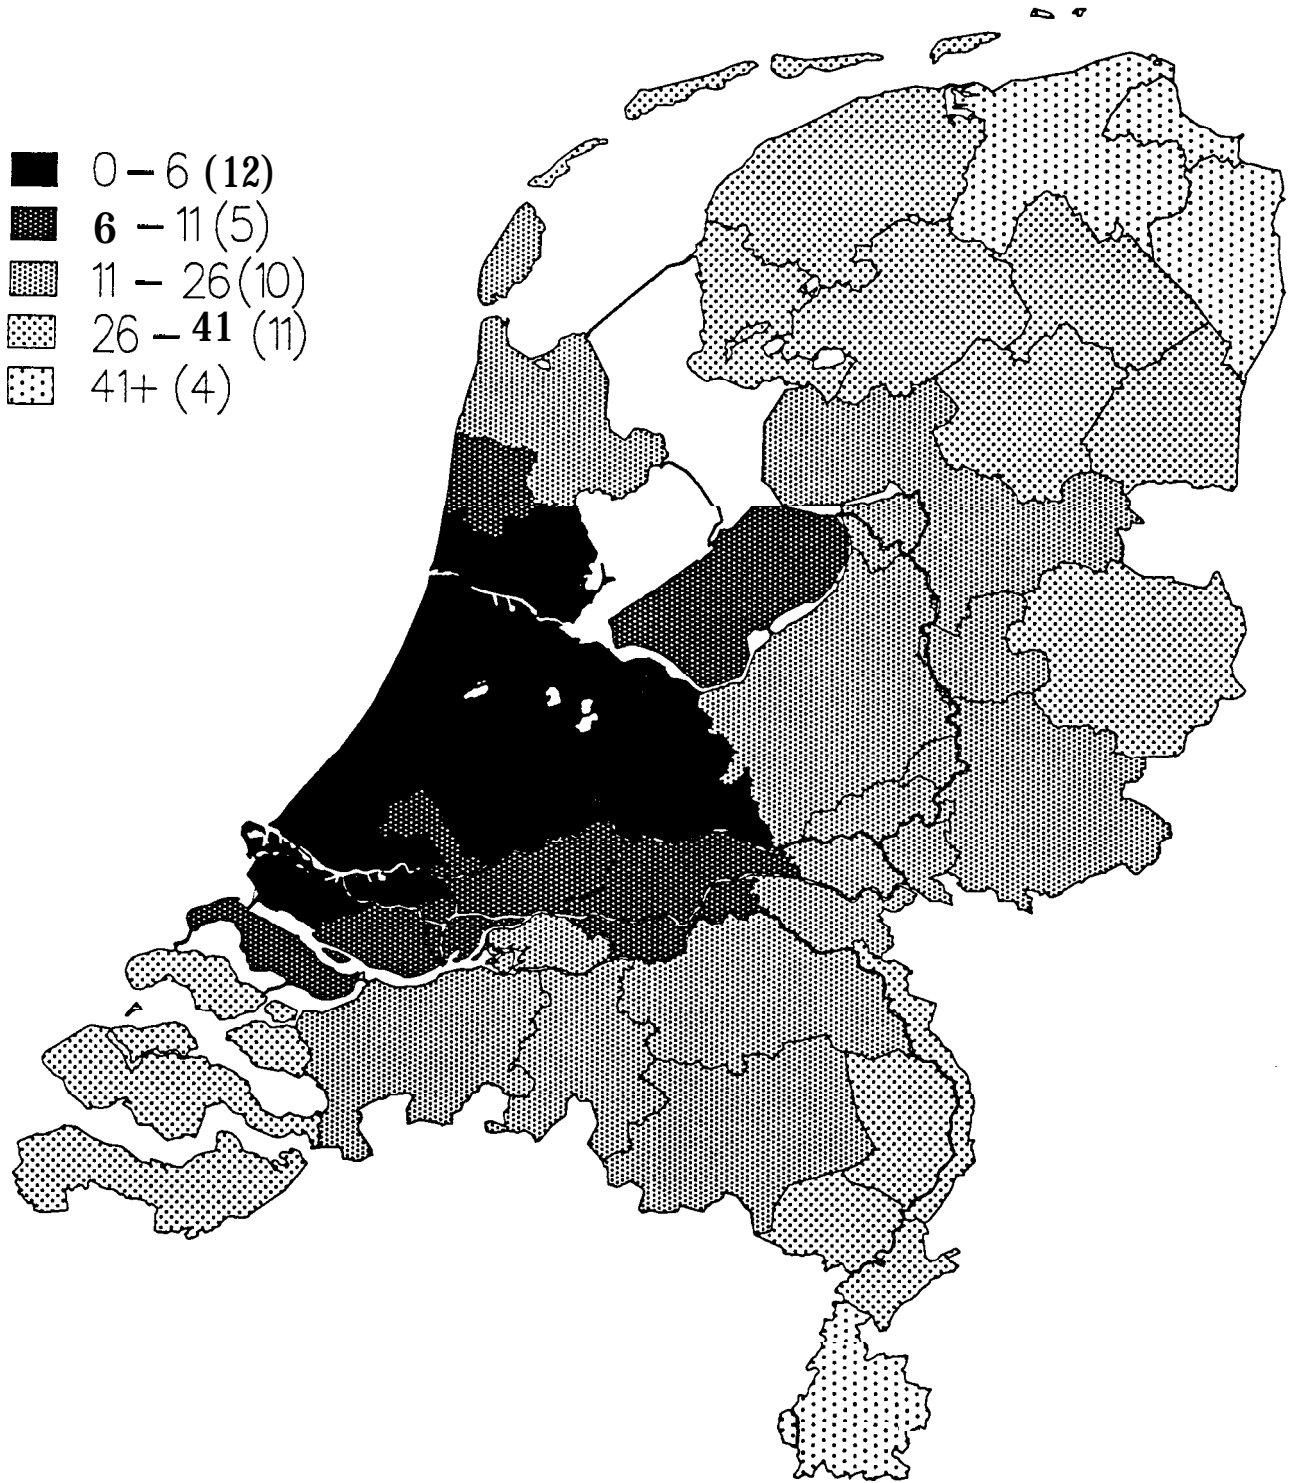 0 – 6 (12)
6 – 11 (5)
11 – 26 (10)
26 – 41 (11)
41+ (4)